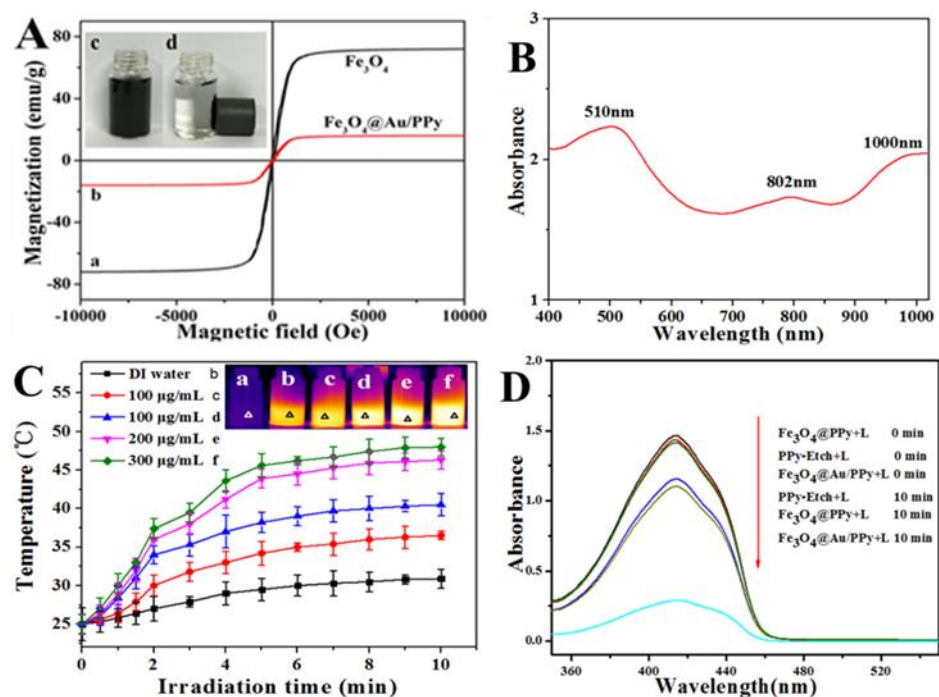 A
c d
80
40
0
-40
-80
Magnetization (emu/g)
Fe₃O₄
Fe₃O₄@Au/PPy
b
a
-10000 -5000 0 5000 10000
Magnetic field (Oe)
B
3
2
1
Absorbance
510nm
802nm
1000nm
400 500 600 700 800 900 1000
Wavelength (nm)
C
55
50
45
40
35
30
25
Temperature (℃)
DI water b
100 μg/mL c
100 μg/mL d
200 μg/mL e
300 μg/mL f
a b c d e f
0 2 4 6 8 10
Irradiation time (min)
D
2.0
1.5
1.0
0.5
0.0
Absorbance
Fe₃O₄@PPy+L 0 min
PPy•Etch+L 0 min
Fe₃O₄@Au/PPy+L 0 min
PPy•Etch+L 10 min
Fe₃O₄@PPy+L 10 min
Fe₃O₄@Au/PPy+L 10 min
360 400 440 480 520
Wavelength(nm)